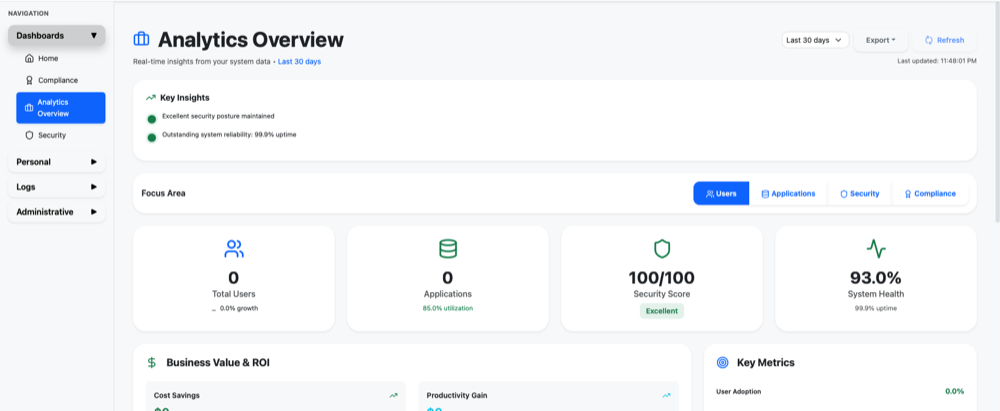 NAVIGATION
Dashboards
Home
Compliance
Analytics
Overview
Security
Personal
Logs
Administrative
Analytics Overview
Real-time insights from your system data • Last 30 days
Last 30 days
Export
Refresh
Last updated: 11:48:01 PM
Key Insights
Excellent security posture maintained
Outstanding system reliability: 99.9% uptime
Focus Area
Users
Applications
Security
Compliance
0
Total Users
0.0% growth
0
Applications
85.0% utilization
100/100
Security Score
Excellent
93.0%
System Health
99.9% uptime
Business Value & ROI
Cost Savings
Productivity Gain
Key Metrics
User Adoption
0.0%